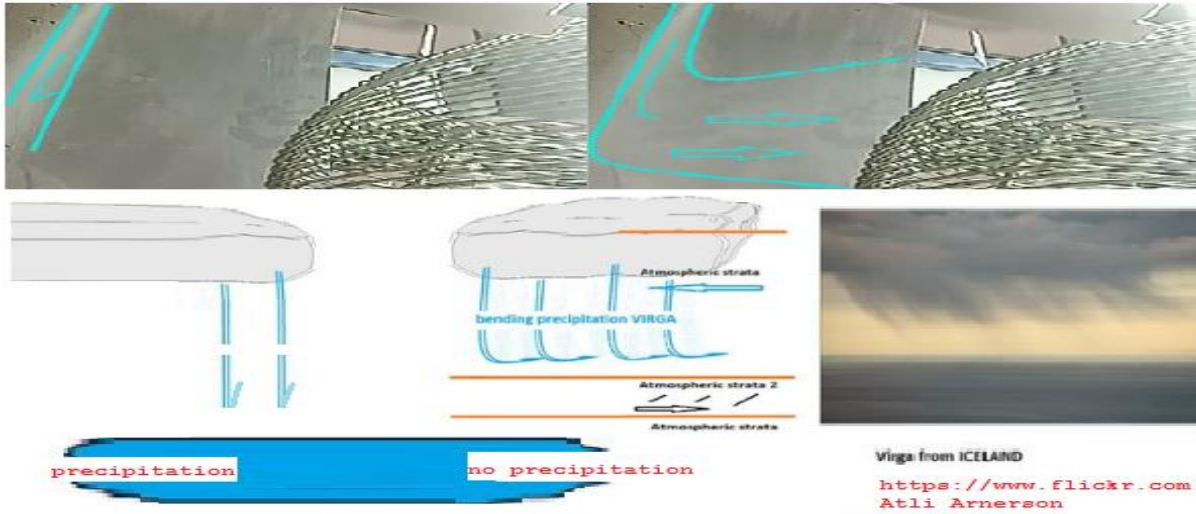 Atmospheric strata
bending precipitation VIRGA
Atmospheric strata 2
Atmospheric strata
precipitation
no precipitation
Virga from ICELAND
https://www.flickr.com
Atli Arnerson